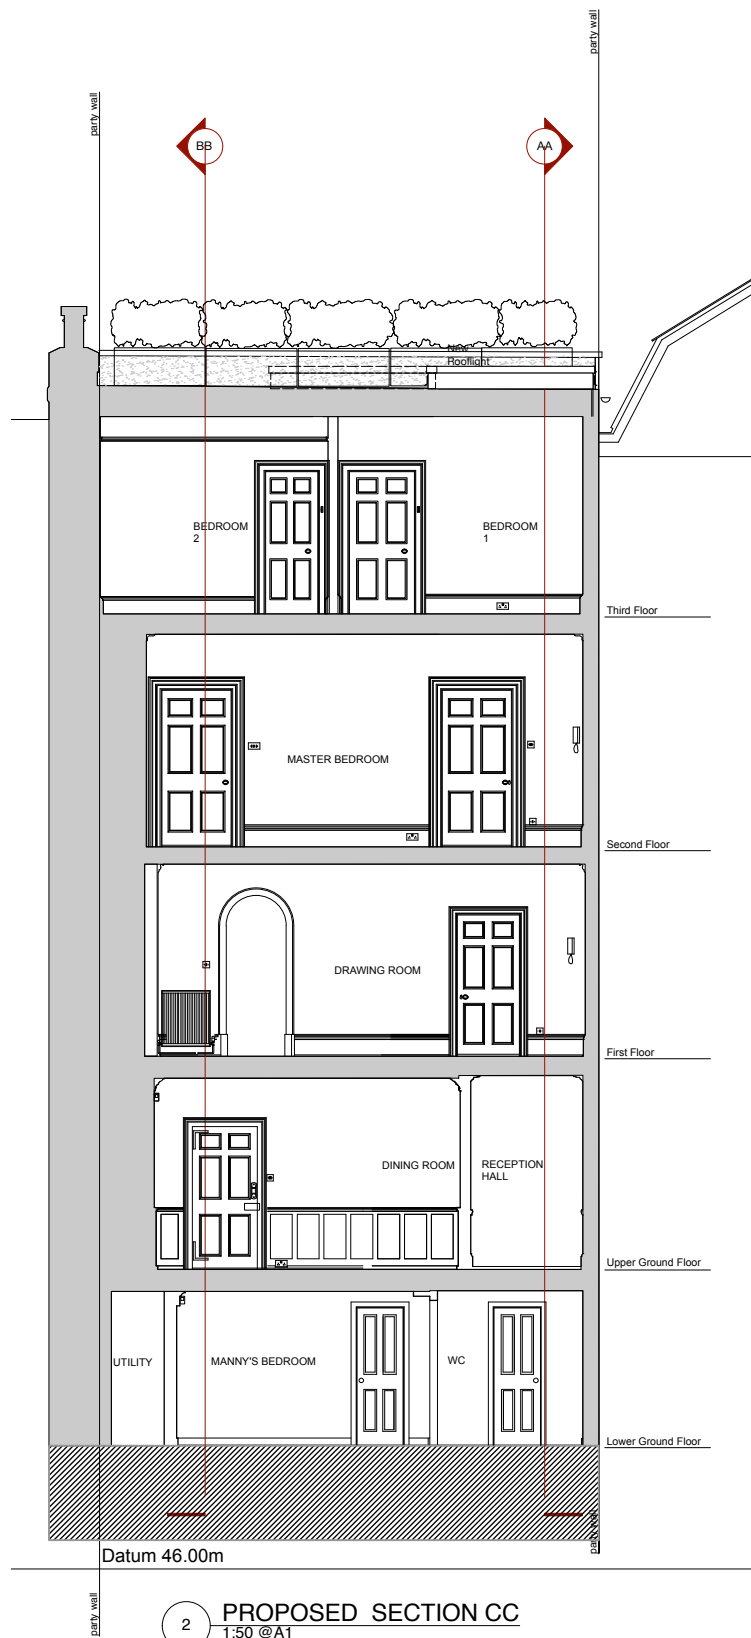 party wall
party wall
BB
AA
New
Rooflight
BEDROOM
2
BEDROOM
1
Third Floor
MASTER BEDROOM
Second Floor
DRAWING ROOM
First Floor
DINING ROOM
RECEPTION
HALL
Upper Ground Floor
UTILITY
MANNY'S BEDROOM
WC
Lower Ground Floor
party wall
Datum 46.00m
party wall
2
PROPOSED SECTION CC
1:50 @A1